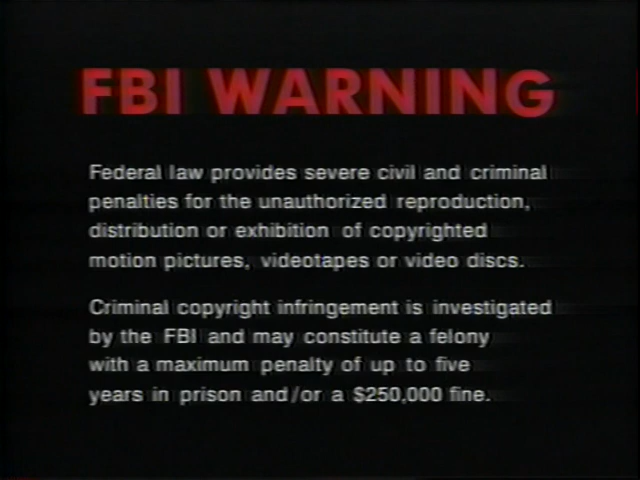 FBI WARNING
Federal law provides severe civil and criminal
penalties for the unauthorized reproduction,
distribution or exhibition of copyrighted
motion pictures, videotapes or video discs.
Criminal copyright infringement is investigated
by the FBI and may constitute a felony
with a maximum penalty of up to five
years in prison and/or a $250,000 fine.